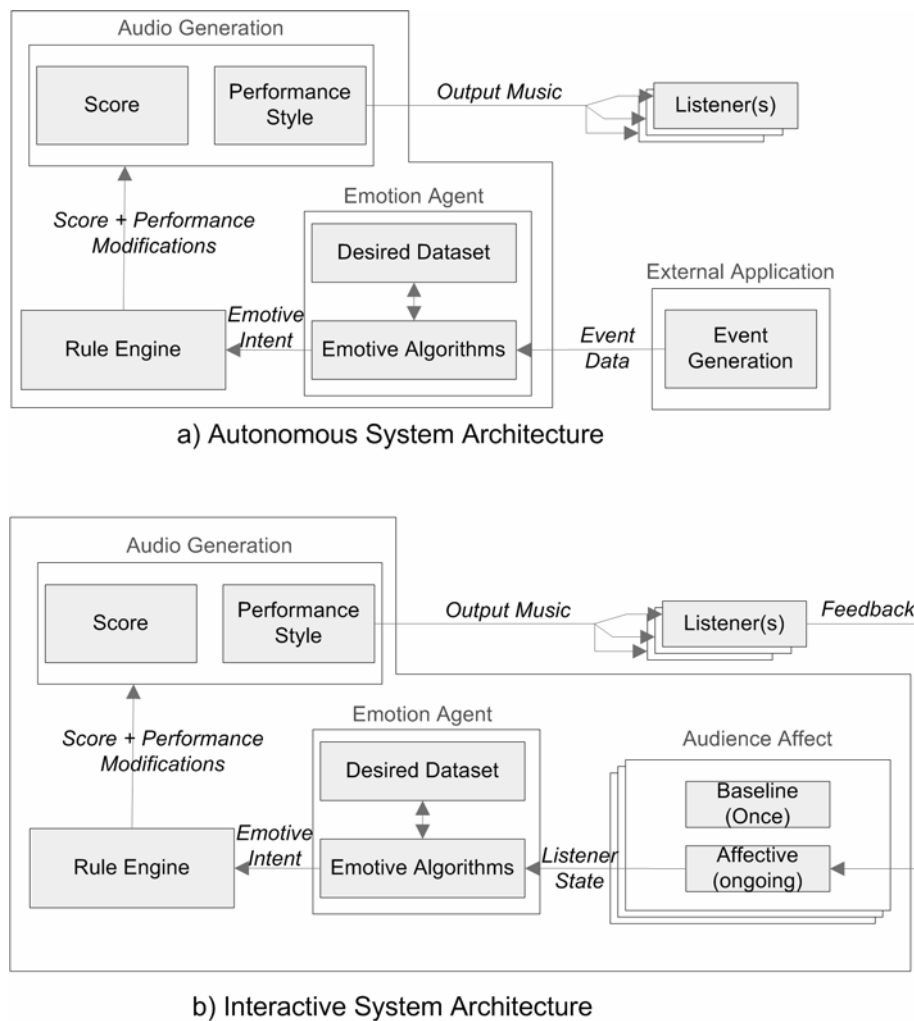 Audio Generation
Score
Performance
Style
Output Music
Listener(s)
Score + Performance
Modifications
Emotion Agent
Desired Dataset
External Application
Rule Engine
Emotive
Intent
Emotive Algorithms
Event
Data
Event
Generation
a) Autonomous System Architecture
Audio Generation
Score
Performance
Style
Output Music
Listener(s)
Feedback
Score + Performance
Modifications
Emotion Agent
Desired Dataset
Audience Affect
Baseline
(Once)
Rule Engine
Emotive
Intent
Emotive Algorithms
Listener
State
Affective
(ongoing)
b) Interactive System Architecture